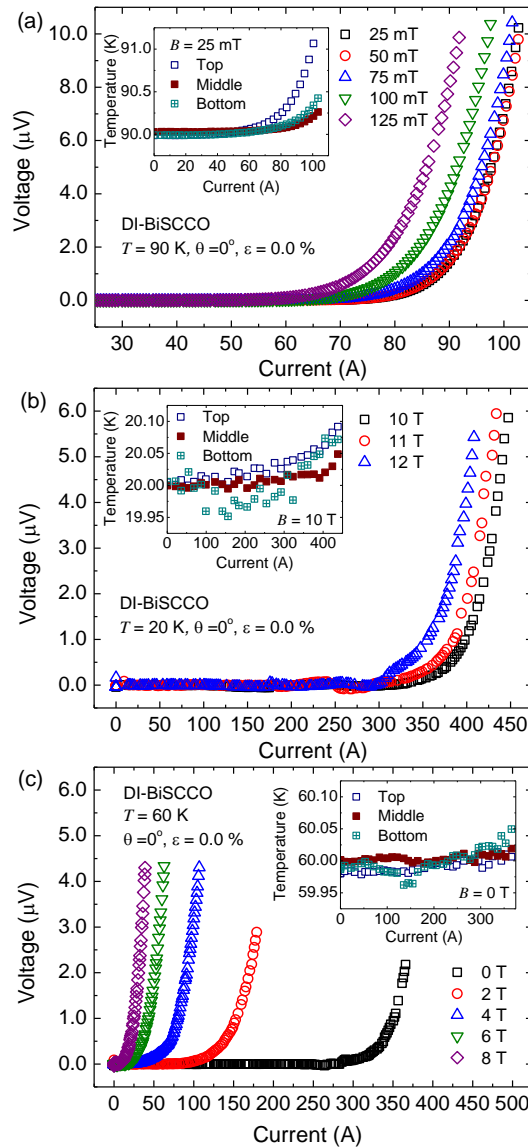 (a)
10.0
8.0
6.0
4.0
2.0
0.0
Voltage (µV)
30 40 50 60 70 80 90 100
Current (A)
B = 25 mT
Top
Middle
Bottom
91.0
90.5
90.0
Temperature (K)
0 20 40 60 80 100
Current (A)
25 mT
50 mT
75 mT
100 mT
125 mT
DI-BiSCCO
T = 90 K, θ =0°, ε = 0.0 %
(b)
6.0
5.0
4.0
3.0
2.0
1.0
0.0
Voltage (µV)
0 50 100 150 200 250 300 350 400 450
Current (A)
Top
Middle
Bottom
20.10
20.05
20.00
19.95
Temperature (K)
0 100 200 300 400
Current (A)
B = 10 T
10 T
11 T
12 T
DI-BiSCCO
T = 20 K, θ =0°, ε = 0.0 %
(c)
6.0
5.0
4.0
3.0
2.0
1.0
0.0
Voltage (µV)
0 50 100 150 200 250 300 350 400 450 500
Current (A)
DI-BiSCCO
T = 60 K
θ =0°, ε = 0.0 %
60.10
60.05
60.00
59.95
Temperature (K)
Top
Middle
Bottom
B = 0 T
0 100 200 300
Current (A)
0 T
2 T
4 T
6 T
8 T